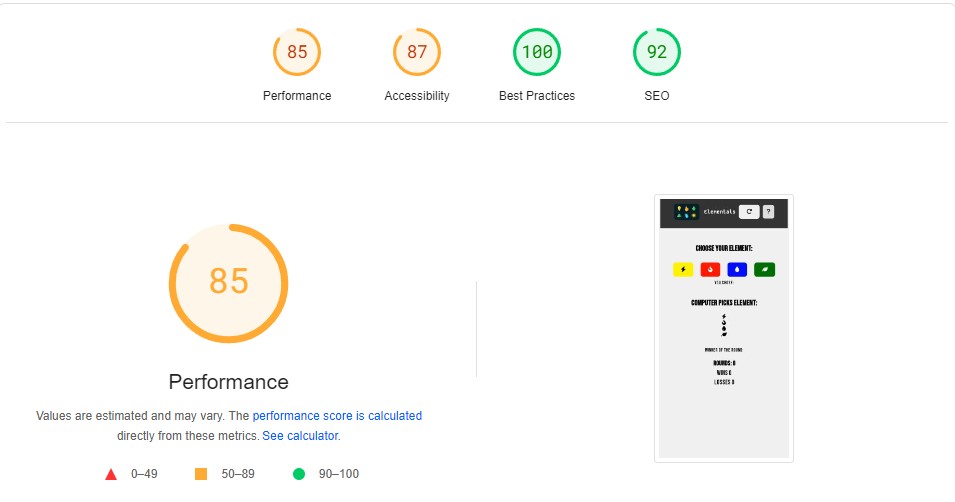 85 87 100 92
Performance Accessibility Best Practices SEO
85
Performance
Values are estimated and may vary. The performance score is calculated
directly from these metrics. See calculator.
0–49 50–89 90–100
Elementals ?
CHOOSE YOUR ELEMENT:
COMPUTER PICKS ELEMENT:
WINNER OF THE ROUND:
ROUNDS: 0
WINS 0
LOSSES 0